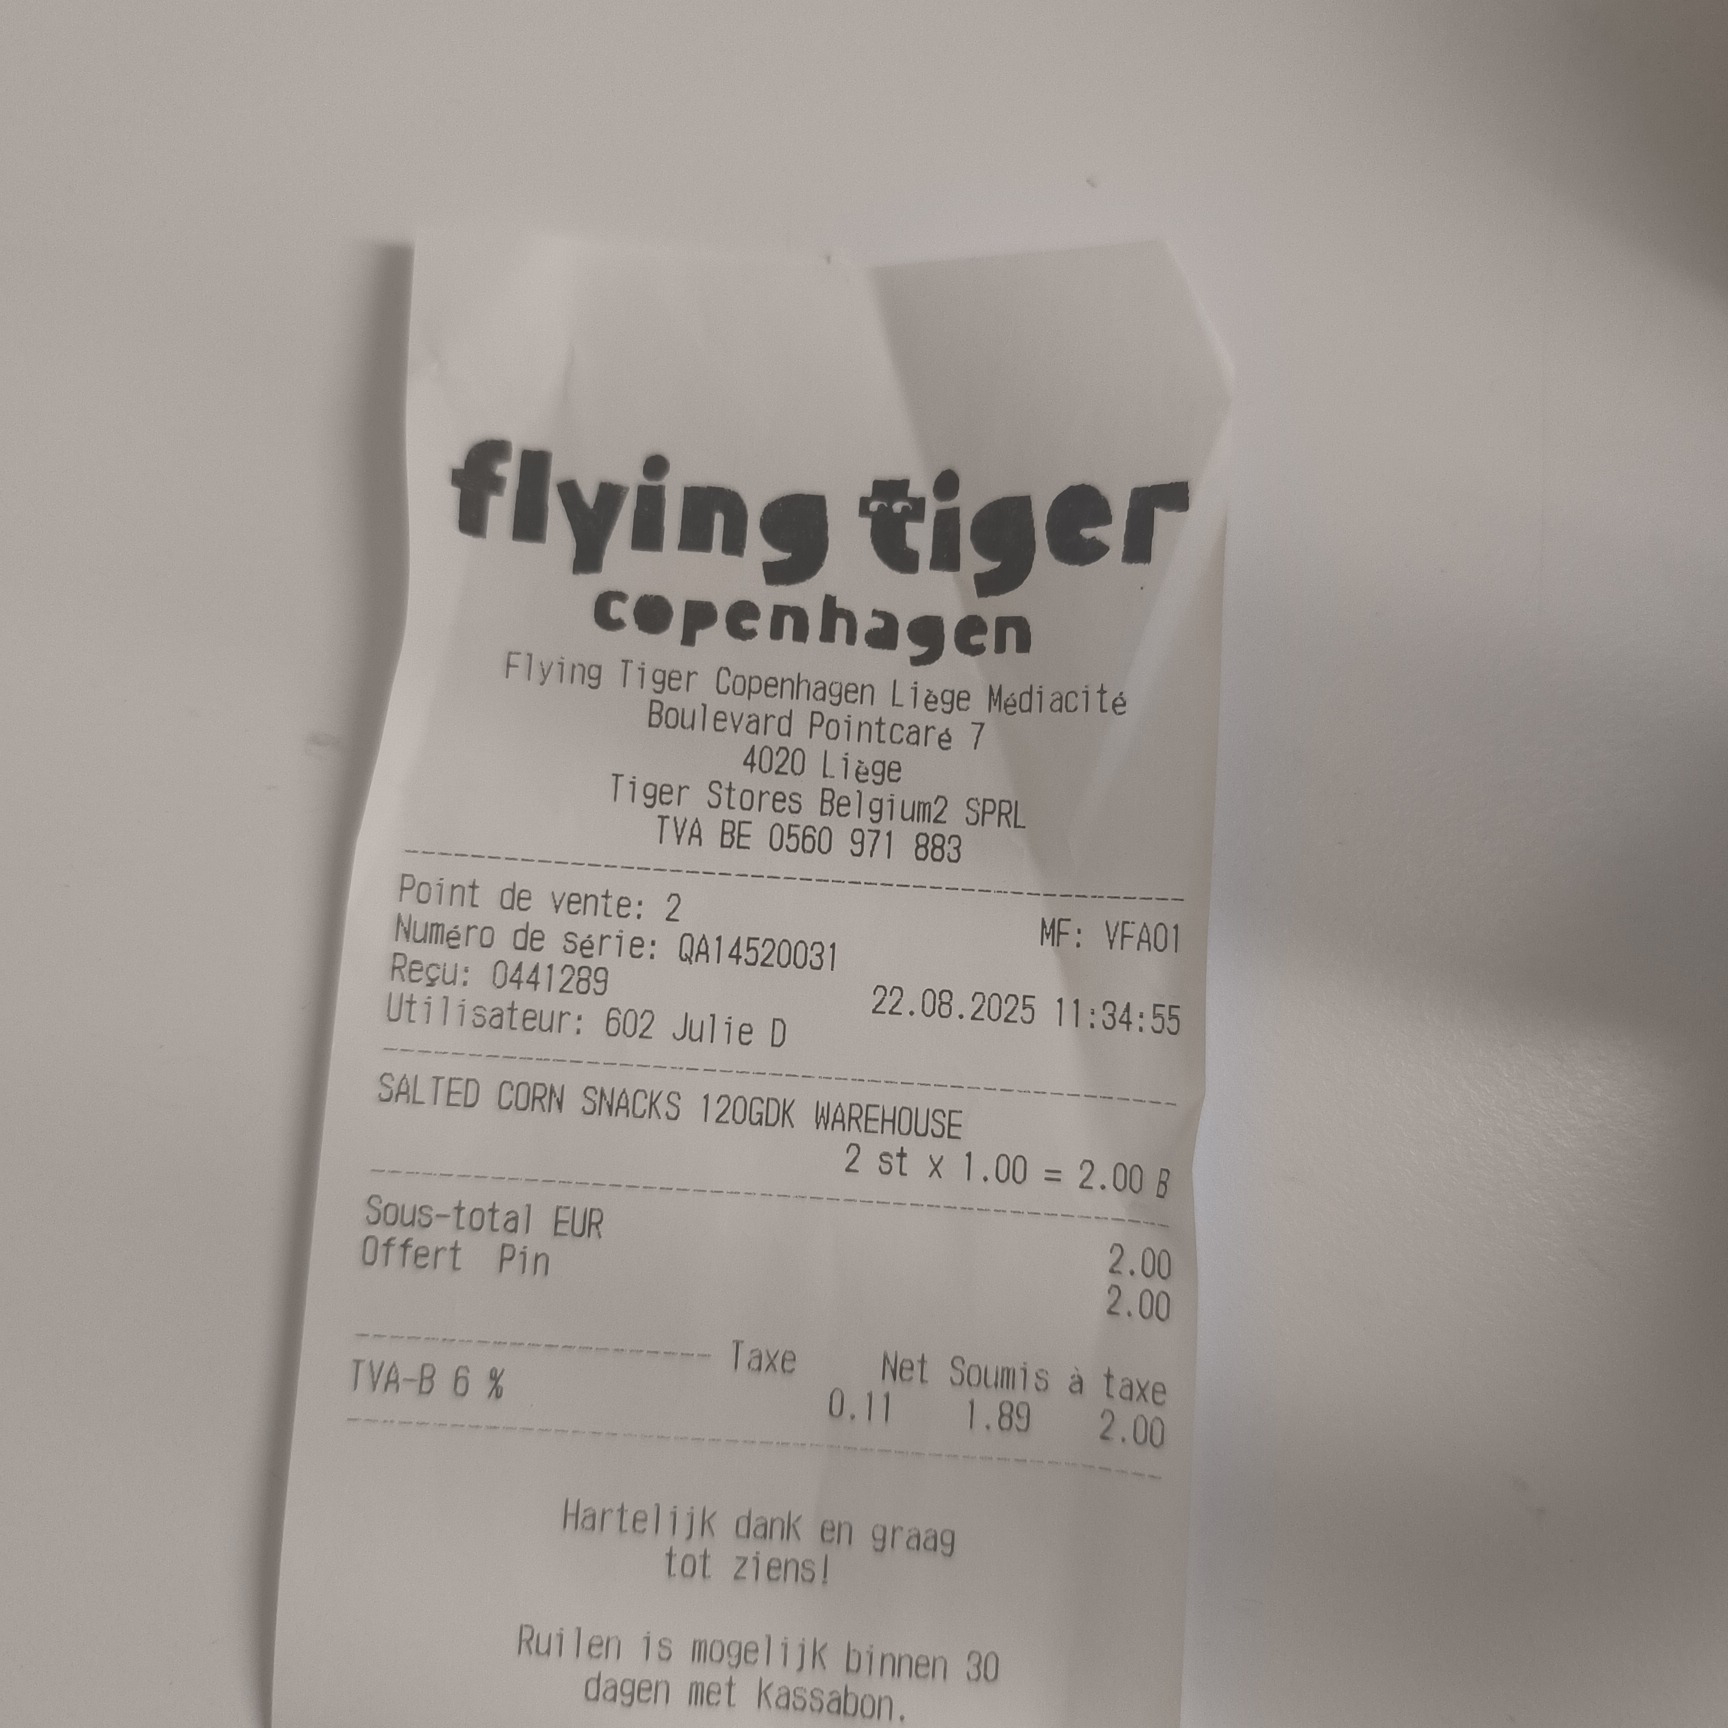 flying tiger
copenhagen
Flying Tiger Copenhagen Liège Médiacité
Boulevard Pointcaré 7
4020 Liège
Tiger Stores Belgium2 SPRL
TVA BE 0560 971 883
Point de vente: 2 MF: VFA01
Numéro de série: QA14520031
Reçu: 0441289 22.08.2025 11:34:55
Utilisateur: 602 Julie D
SALTED CORN SNACKS 120GDK WAREHOUSE
2 st x 1.00 = 2.00 B
Sous-total EUR 2.00
Offert Pin 2.00
Taxe Net Soumis à taxe
TVA-B 6 % 0.11 1.89 2.00
Hartelijk dank en graag
tot ziens!
Ruilen is mogelijk binnen 30
dagen met kassabon.